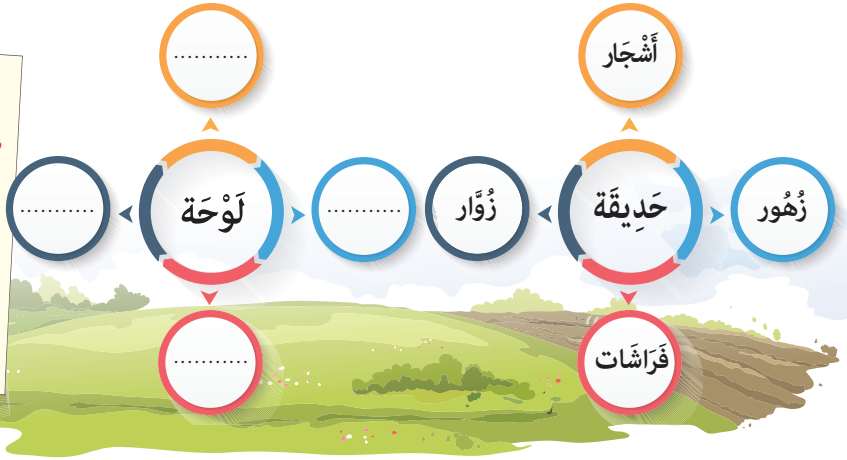 أَشْجَار
زُهُور
حَدِيقَة
زُوَّار
فَرَاشَات
...........
...........
لَوْحَة
...........
...........